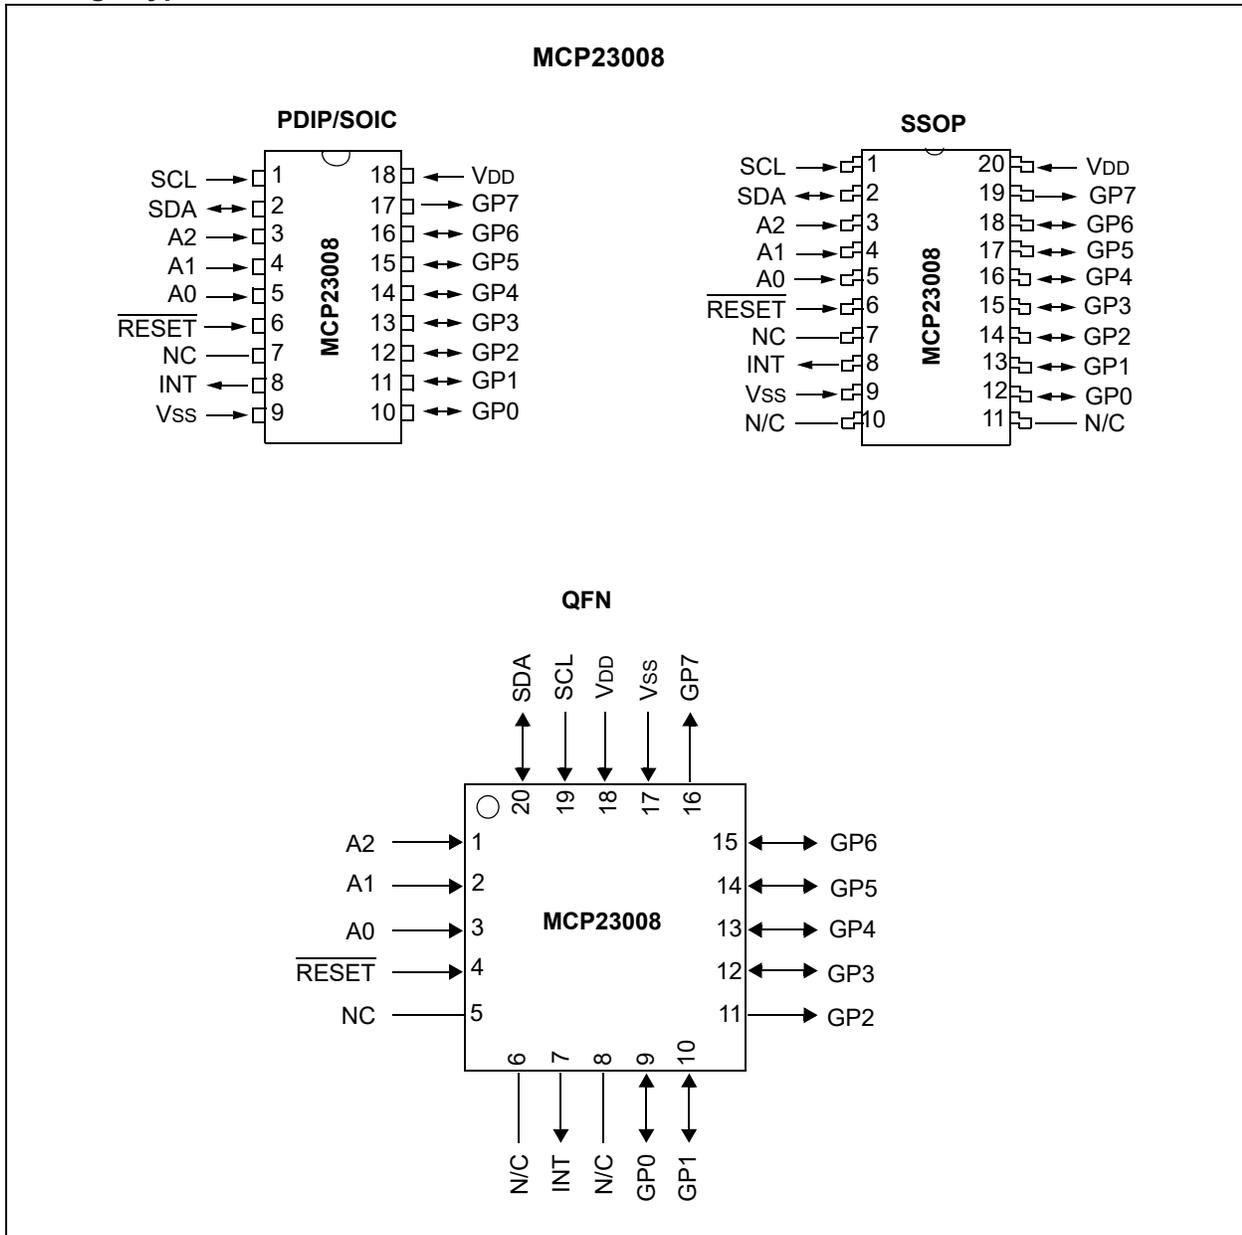 MCP23008
PDIP/SOIC
SCL 1 18 VDD
SDA 2 17 GP7
A2 3 16 GP6
A1 4 15 GP5
A0 5 14 GP4
RESET 6 13 GP3
NC 7 12 GP2
INT 8 11 GP1
VSS 9 10 GP0
MCP23008
SSOP
SCL 1 20 VDD
SDA 2 19 GP7
A2 3 18 GP6
A1 4 17 GP5
A0 5 16 GP4
RESET 6 15 GP3
NC 7 14 GP2
INT 8 13 GP1
VSS 9 12 GP0
N/C 10 11 N/C
MCP23008
QFN
SDA SCL VDD VSS GP7
20 19 18 17 16
A2 1 15 GP6
A1 2 14 GP5
A0 3 MCP23008 13 GP4
RESET 4 12 GP3
NC 5 11 GP2
6 7 8 9 10
N/C INT N/C GP0 GP1